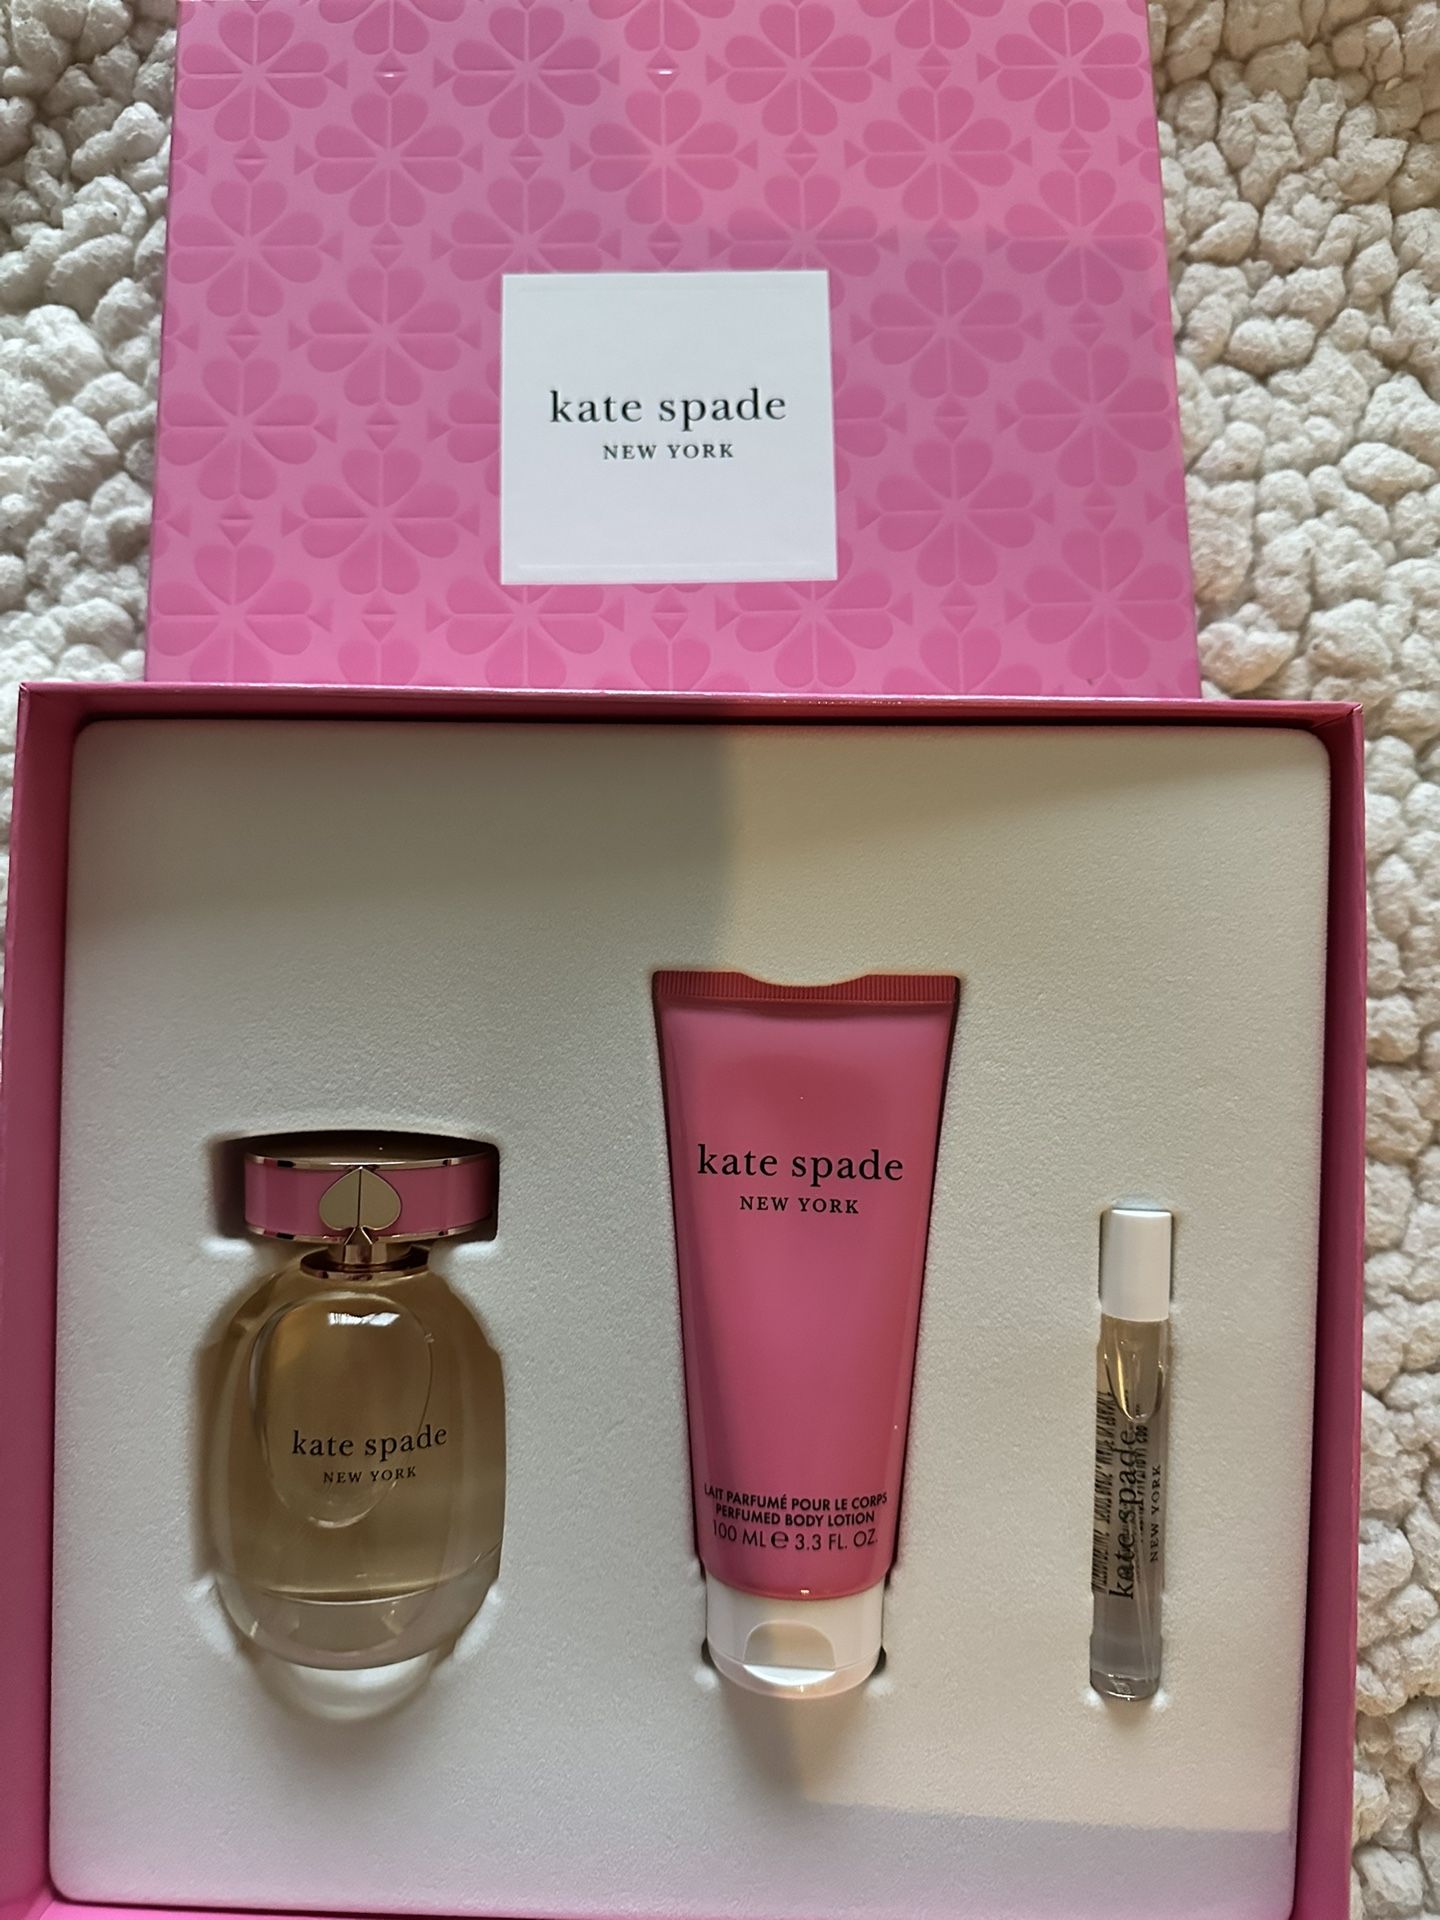 kate spade
NEW YORK
kate spade
NEW YORK
LAIT PARFUMÉ POUR LE CORPS
PERFUMED BODY LOTION
100 ML e 3.3 FL. OZ.
kate spade
NEW YORK
kate spade
NEW YORK